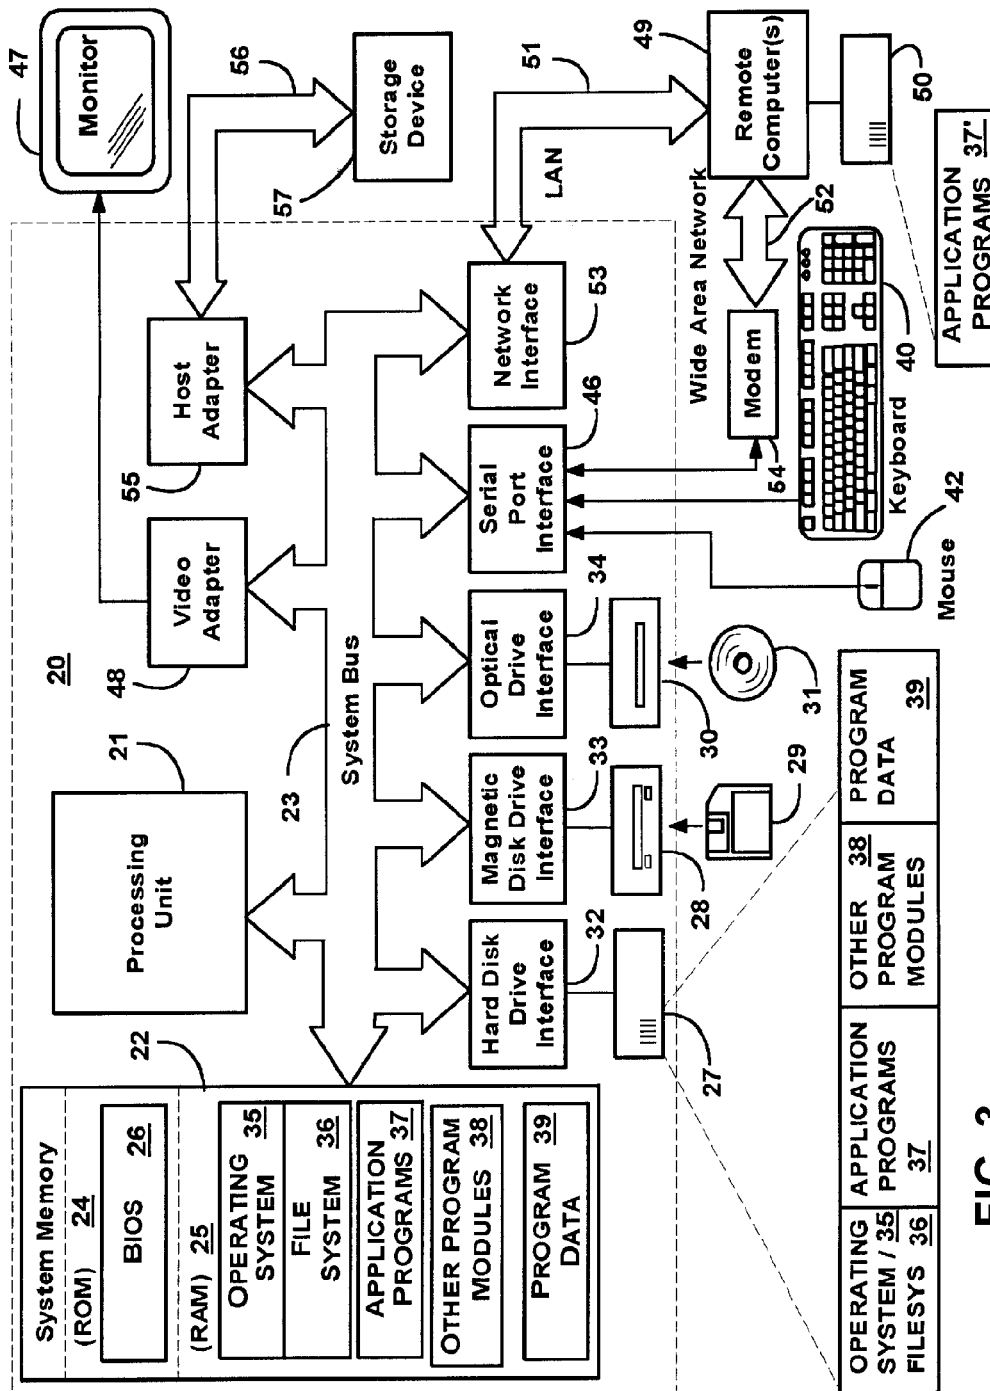 System Memory
(ROM) 24
BIOS 26
(RAM) 25
OPERATING
SYSTEM 35
FILE
SYSTEM 36
APPLICATION
PROGRAMS 37
OTHER PROGRAM
MODULES 38
PROGRAM
DATA 39
22
Processing
Unit
21
20
Video
Adapter
48
Host
Adapter
55
47
Monitor
56
57
Storage
Device
23
System Bus
Hard Disk
Drive
Interface
32
Magnetic
Disk Drive
Interface
33
Optical
Drive
Interface
34
Serial
Port
Interface
46
Network
Interface
53
LAN
51
27
28
29
30
31
Modem
54
Wide Area Network
52
Remote
Computer(s)
49
50
Keyboard
40
Mouse
42
APPLICATION
PROGRAMS 37'
OPERATING
SYSTEM / 35
FILESYS 36
APPLICATION
PROGRAMS
37
OTHER 38
PROGRAM
MODULES
PROGRAM
DATA
39